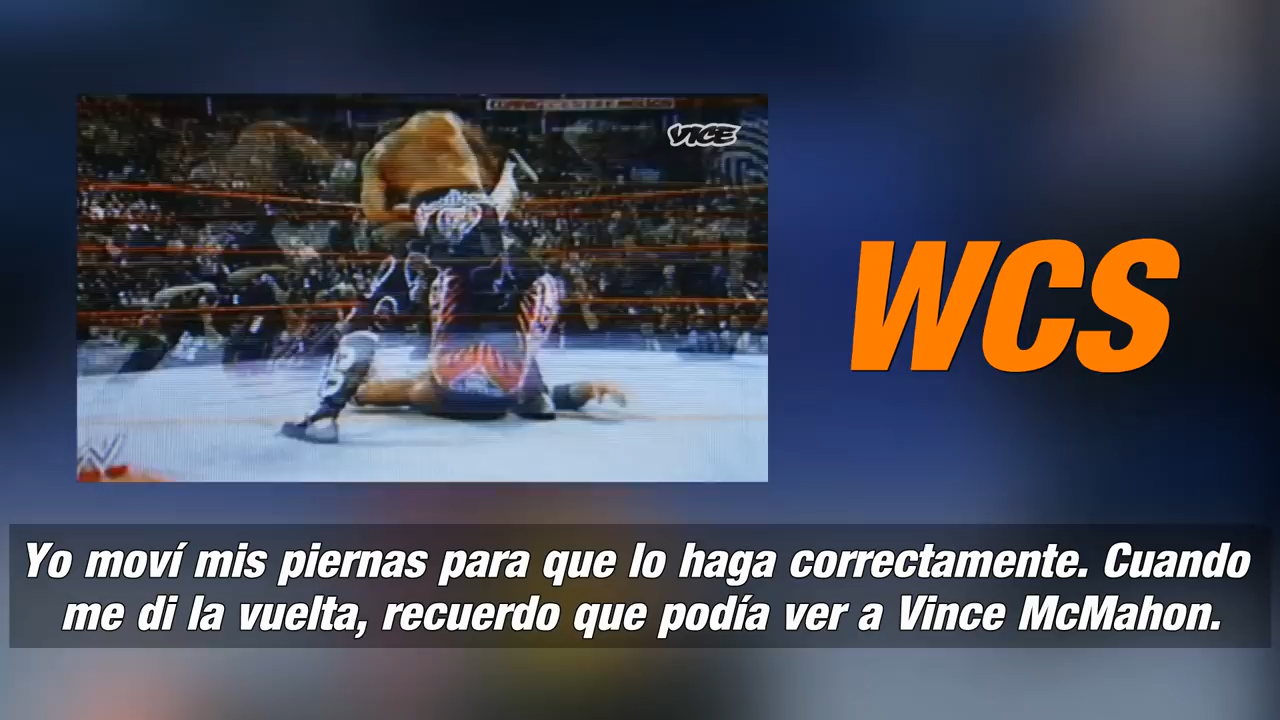 VICE
WCS
Yo moví mis piernas para que lo haga correctamente. Cuando
me di la vuelta, recuerdo que podía ver a Vince McMahon.